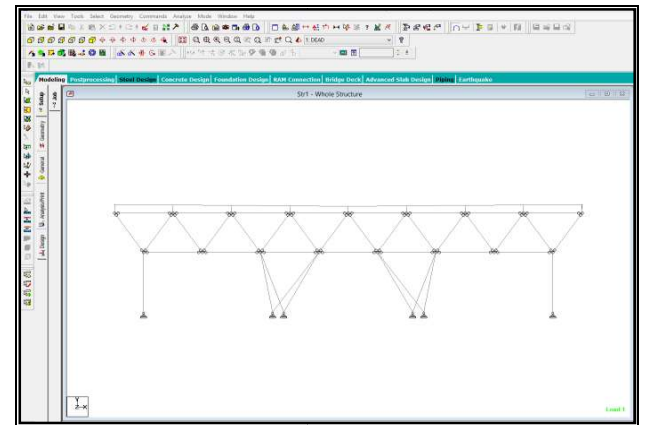 File Edit View Tools Select Geometry Commands Analyze Mode Window Help
1: DEAD
Modeling Postprocessing Steel Design Concrete Design Foundation Design RAM Connection Bridge Deck Advanced Slab Design Piping Earthquake
Str1 - Whole Structure
Setup
Job
Geometry
General
Analysis/Print
Design
Y
Z X
Load 1